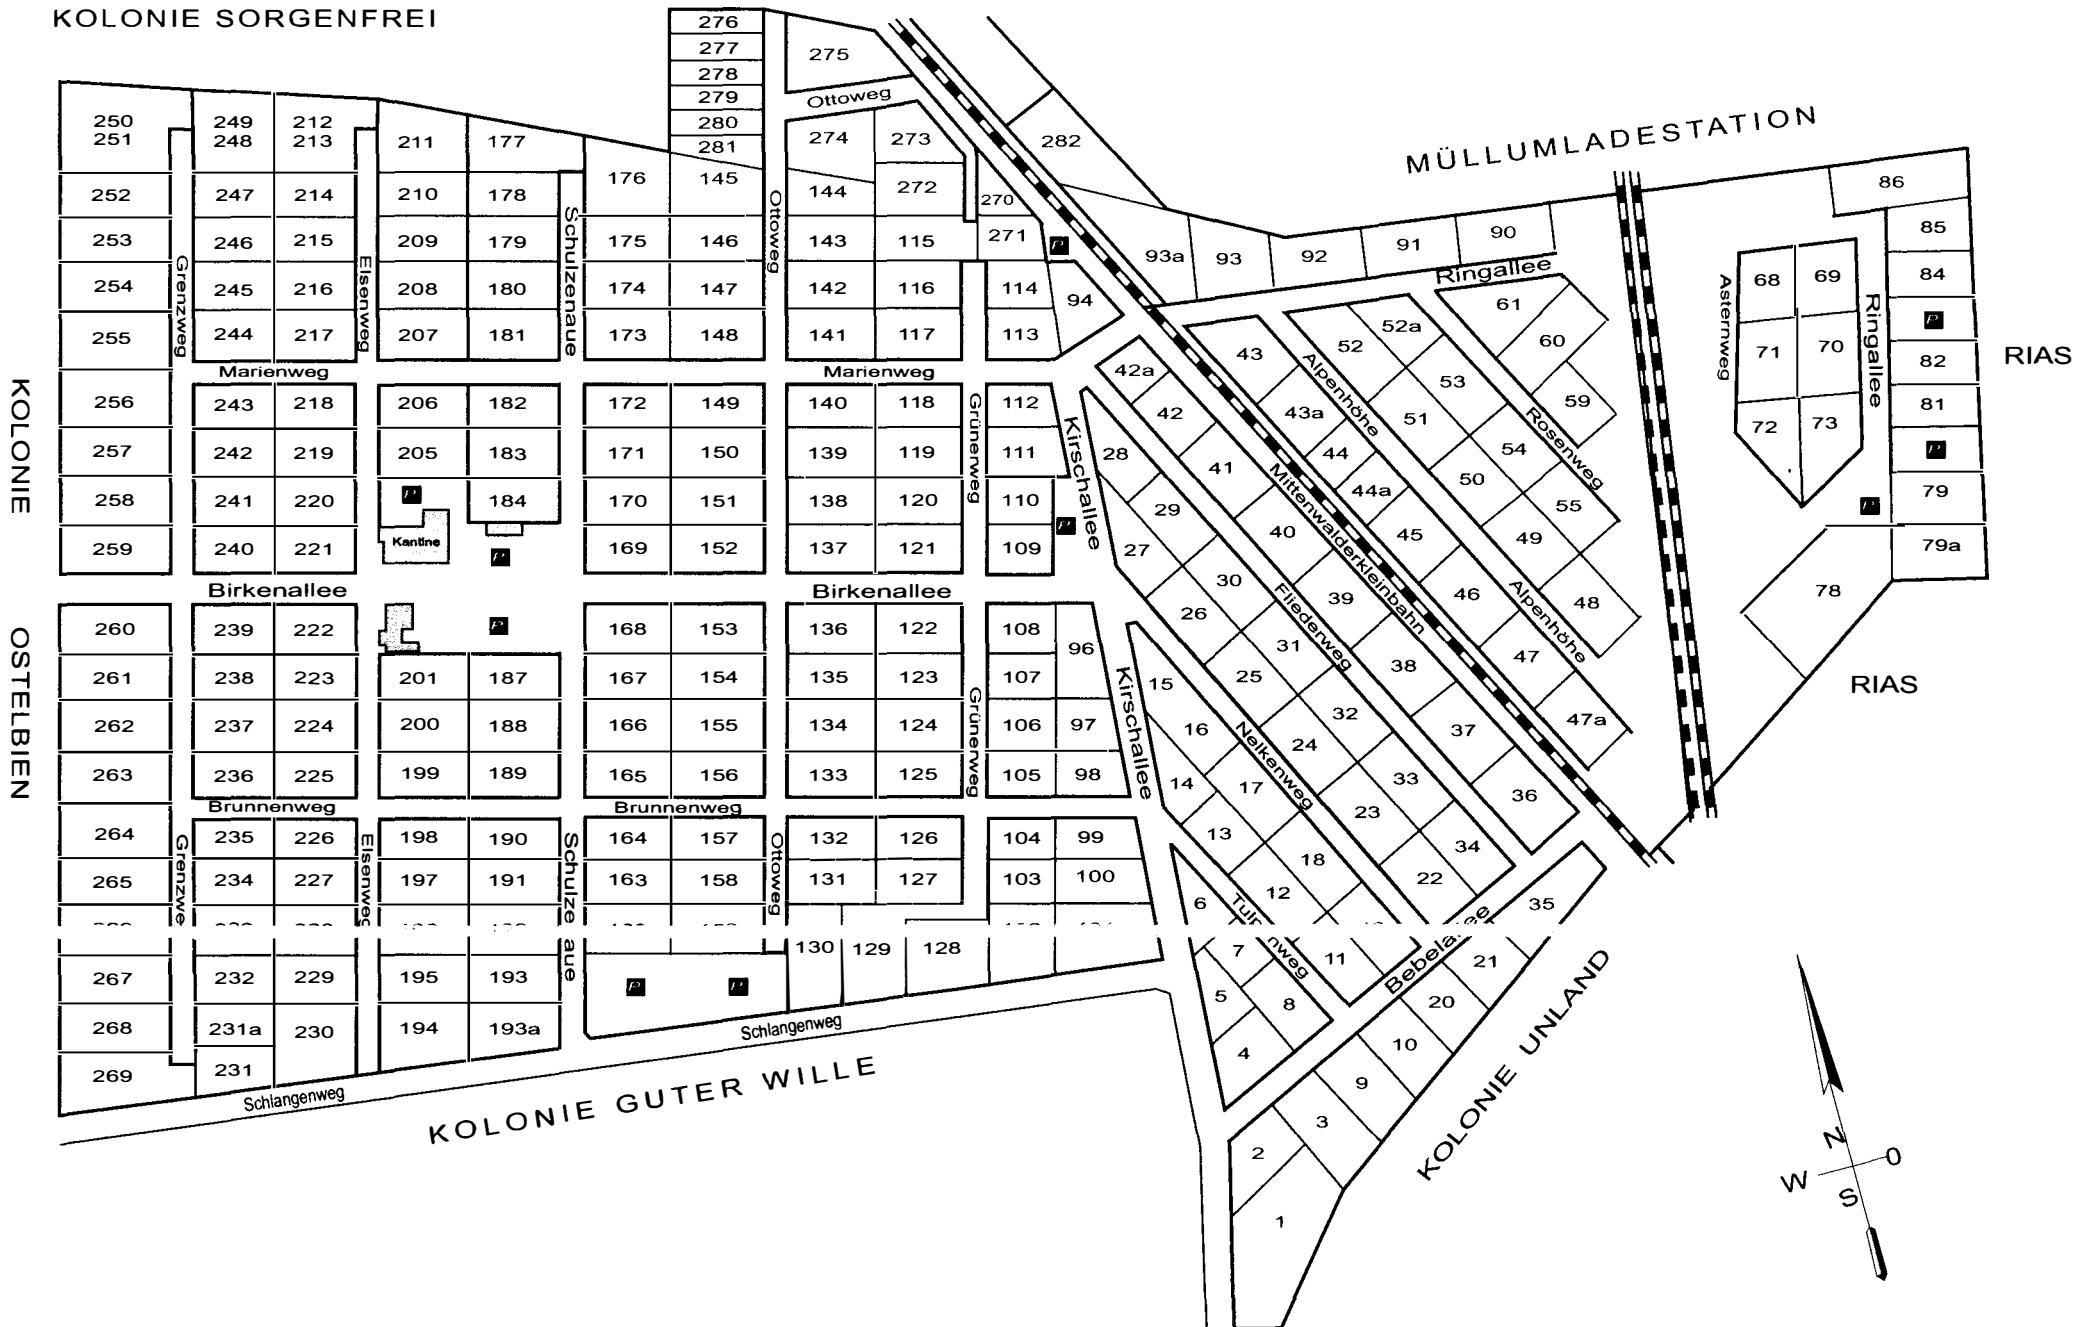 KOLONIE SORGENFREI
276
277
278
279
280
281
275
Ottoweg
274 273
144 272
270
271
282
MÜLLUMLADESTATION
250 249 212 211 177
251 248 213
252 247 214 210 178 176 145
253 246 215 209 179 175 146 143 115
254 245 216 208 180 174 147 142 116 114
255 244 217 207 181 173 148 141 117 113
94
Grenzweg
Elsenweg
Schulzenaue
Ottoweg
Marienweg
Marienweg
256 243 218 206 182 172 149 140 118 112
257 242 219 205 183 171 150 139 119 111
258 241 220 184 170 151 138 120 110
259 240 221 169 152 137 121 109
Kantine
P
P
P
P
P
Grünerweg
Kirschallee
Birkenallee
Birkenallee
260 239 222 168 153 136 122 108
96
261 238 223 201 187 167 154 135 123 107
262 237 224 200 188 166 155 134 124 106 97
263 236 225 199 189 165 156 133 125 105 98
Grünerweg
Kirschallee
Brunnenweg
Brunnenweg
264 235 226 198 190 164 157 132 126 104 99
265 234 227 197 191 163 158 131 127 103 100
Elsenweg
Ottoweg
130 129 128
267 232 229 195 193
P
P
268 231a 230 194 193a
269 231
Schlangenweg
Schlangenweg
KOLONIE GUTER WILLE
KOLONIE
OSTELBIEN
93a 93 92 91 90
Ringallee
61
60
59
52a
52
53
54
55
Rosenweg
43
43a
44
44a
45
46
47
47a
Alpenhöhe
Alpenhöhe
51
50
49
48
Mittenwalderkleinbahn
42a
42
41
40
39
38
37
36
Fliederweg
28
29
30
31
32
33
34
27
26
25
24
23
22
Nelkenweg
15
16
17
18
14
13
12
11
6
7
8
5
4
35
21
20
10
9
3
2
1
KOLONIE UNLAND
86
85
84
P
82
81
P
79
79a
78
P
68 69
71 70
72 73
Asternweg
Ringallee
RIAS
RIAS
N
W O
S